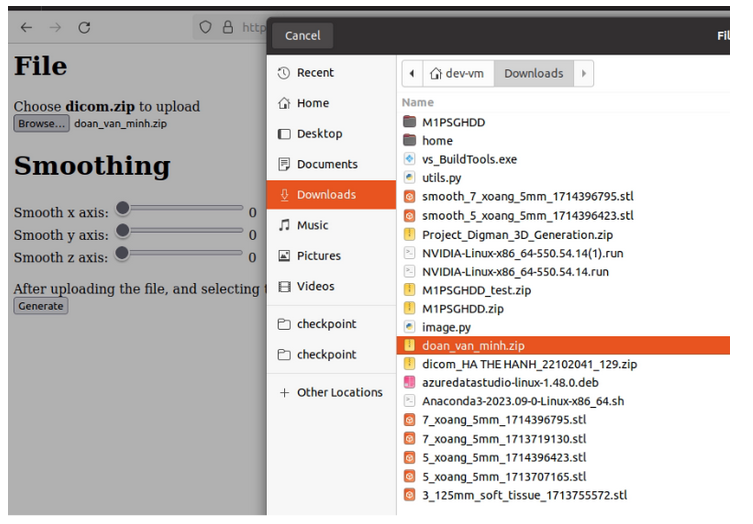 http
File
Choose dicom.zip to upload
Browse... doan_van_minh.zip
Smoothing
Smooth x axis: 0
Smooth y axis: 0
Smooth z axis: 0
After uploading the file, and selecting
Generate
Cancel
Fil
Recent
Home
Desktop
Documents
Downloads
Music
Pictures
Videos
checkpoint
checkpoint
+ Other Locations
dev-vm Downloads
Name
M1PSGHDD
home
vs_BuildTools.exe
utils.py
smooth_7_xoang_5mm_1714396795.stl
smooth_5_xoang_5mm_1714396423.stl
Project_Digman_3D_Generation.zip
NVIDIA-Linux-x86_64-550.54.14(1).run
NVIDIA-Linux-x86_64-550.54.14.run
M1PSGHDD_test.zip
M1PSGHDD.zip
image.py
doan_van_minh.zip
dicom_HA THE HANH_22102041_129.zip
azuredatastudio-linux-1.48.0.deb
Anaconda3-2023.09-0-Linux-x86_64.sh
7_xoang_5mm_1714396795.stl
7_xoang_5mm_1713719130.stl
5_xoang_5mm_1714396423.stl
5_xoang_5mm_1713707165.stl
3_125mm_soft_tissue_1713755572.stl